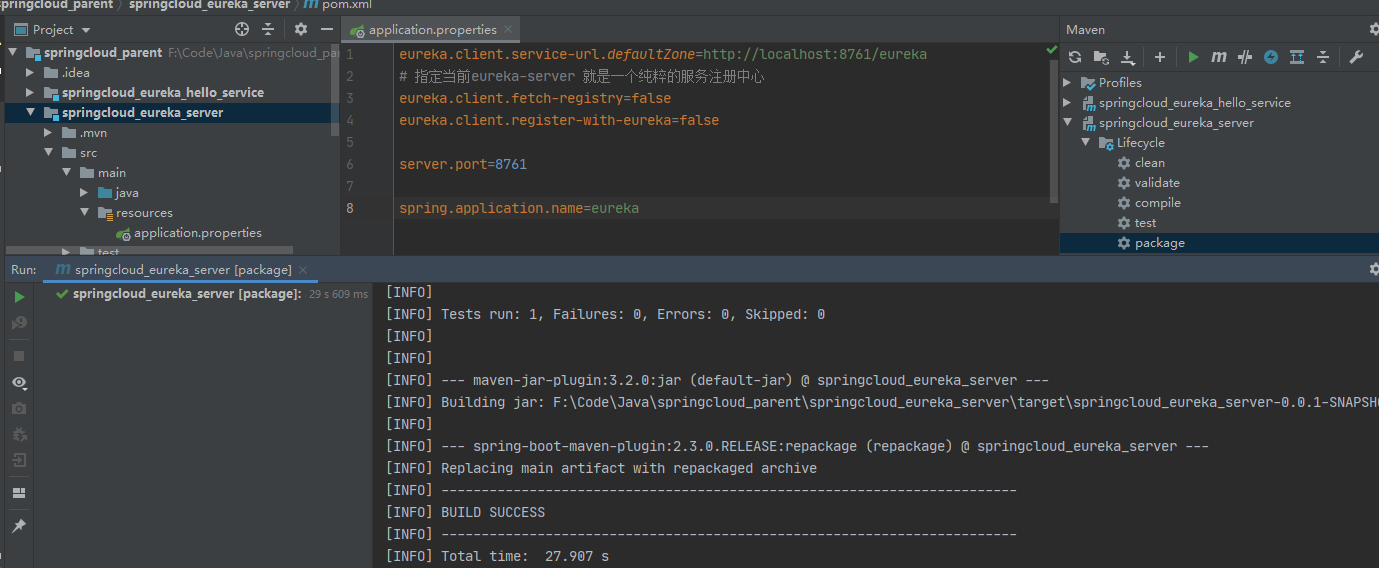 springcloud_parent springcloud_eureka_server pom.xml
Project
springcloud_parent F:\Code\Java\springcloud_pa
.idea
springcloud_eureka_hello_service
springcloud_eureka_server
.mvn
src
main
java
resources
application.properties
test
application.properties
1 eureka.client.service-url.defaultZone=http://localhost:8761/eureka
2 # 指定当前eureka-server 就是一个纯粹的服务注册中心
3 eureka.client.fetch-registry=false
4 eureka.client.register-with-eureka=false
5
6 server.port=8761
7
8 spring.application.name=eureka
Maven
Profiles
springcloud_eureka_hello_service
springcloud_eureka_server
Lifecycle
clean
validate
compile
test
package
Run: springcloud_eureka_server [package]
springcloud_eureka_server [package]: 29 s 609 ms
[INFO]
[INFO] Tests run: 1, Failures: 0, Errors: 0, Skipped: 0
[INFO]
[INFO]
[INFO] --- maven-jar-plugin:3.2.0:jar (default-jar) @ springcloud_eureka_server ---
[INFO] Building jar: F:\Code\Java\springcloud_parent\springcloud_eureka_server\target\springcloud_eureka_server-0.0.1-SNAPSHO
[INFO]
[INFO] --- spring-boot-maven-plugin:2.3.0.RELEASE:repackage (repackage) @ springcloud_eureka_server ---
[INFO] Replacing main artifact with repackaged archive
[INFO] ------------------------------------------------------------------------
[INFO] BUILD SUCCESS
[INFO] ------------------------------------------------------------------------
[INFO] Total time:  27.907 s